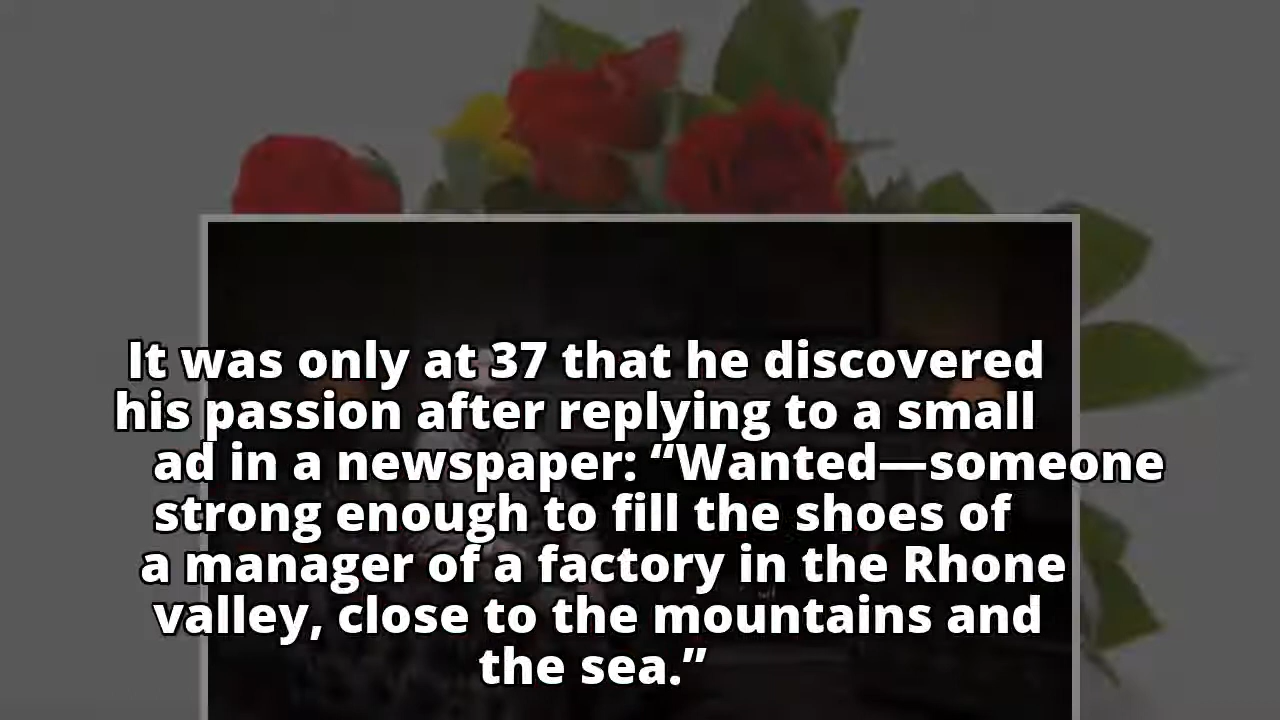 It was only at 37 that he discovered
his passion after replying to a small
ad in a newspaper: “Wanted—someone
strong enough to fill the shoes of
a manager of a factory in the Rhone
valley, close to the mountains and
the sea.”